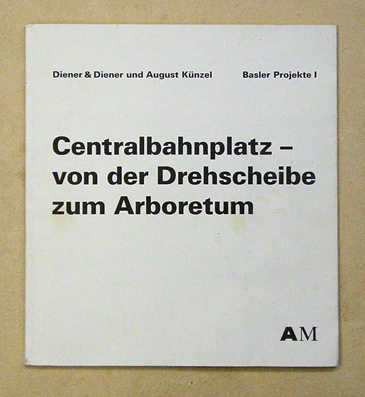 Diener & Diener und August Künzel Basler Projekte I
Centralbahnplatz –
von der Drehscheibe
zum Arboretum
AM